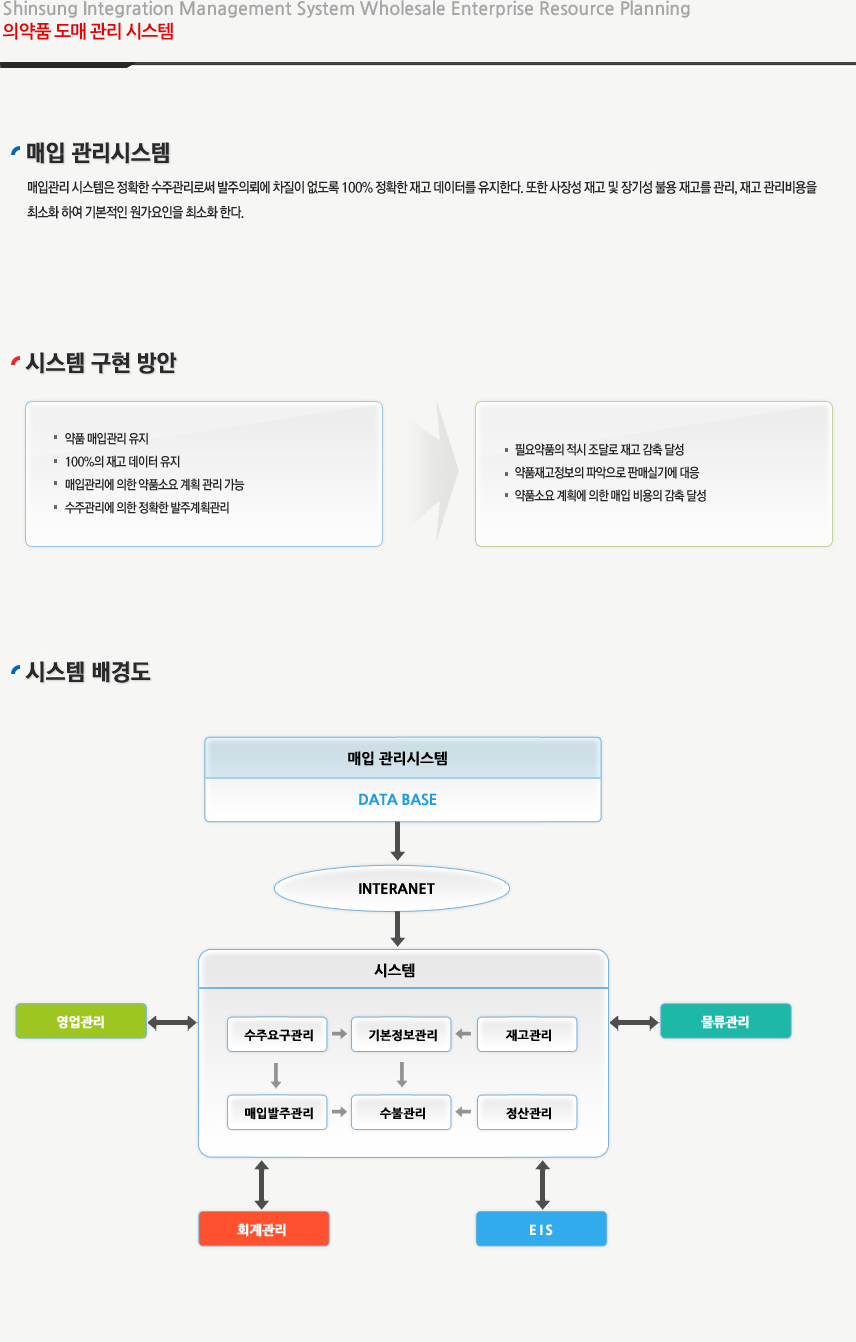 Shinsung Integration Management System Wholesale Enterprise Resource Planning
의약품 도매 관리 시스템
매입 관리시스템
매입관리 시스템은 정확한 수주관리로써 발주의뢰에 차질이 없도록 100% 정확한 재고 데이터를 유지한다. 또한 사장성 재고 및 장기성 불용 재고를 관리, 재고 관리비용을
최소화 하여 기본적인 원가요인을 최소화 한다.
시스템 구현 방안
약품 매입관리 유지
100%의 재고 데이터 유지
매입관리에 의한 약품소요 계획 관리 가능
수주관리에 의한 정확한 발주계획관리
필요약품의 적시 조달로 재고 감축 달성
약품재고정보의 파악으로 판매실기에 대응
약품소요 계획에 의한 매입 비용의 감축 달성
시스템 배경도
매입 관리시스템
DATA BASE
INTERANET
시스템
영업관리
물류관리
수주요구관리
기본정보관리
재고관리
매입발주관리
수불관리
정산관리
회계관리
EIS